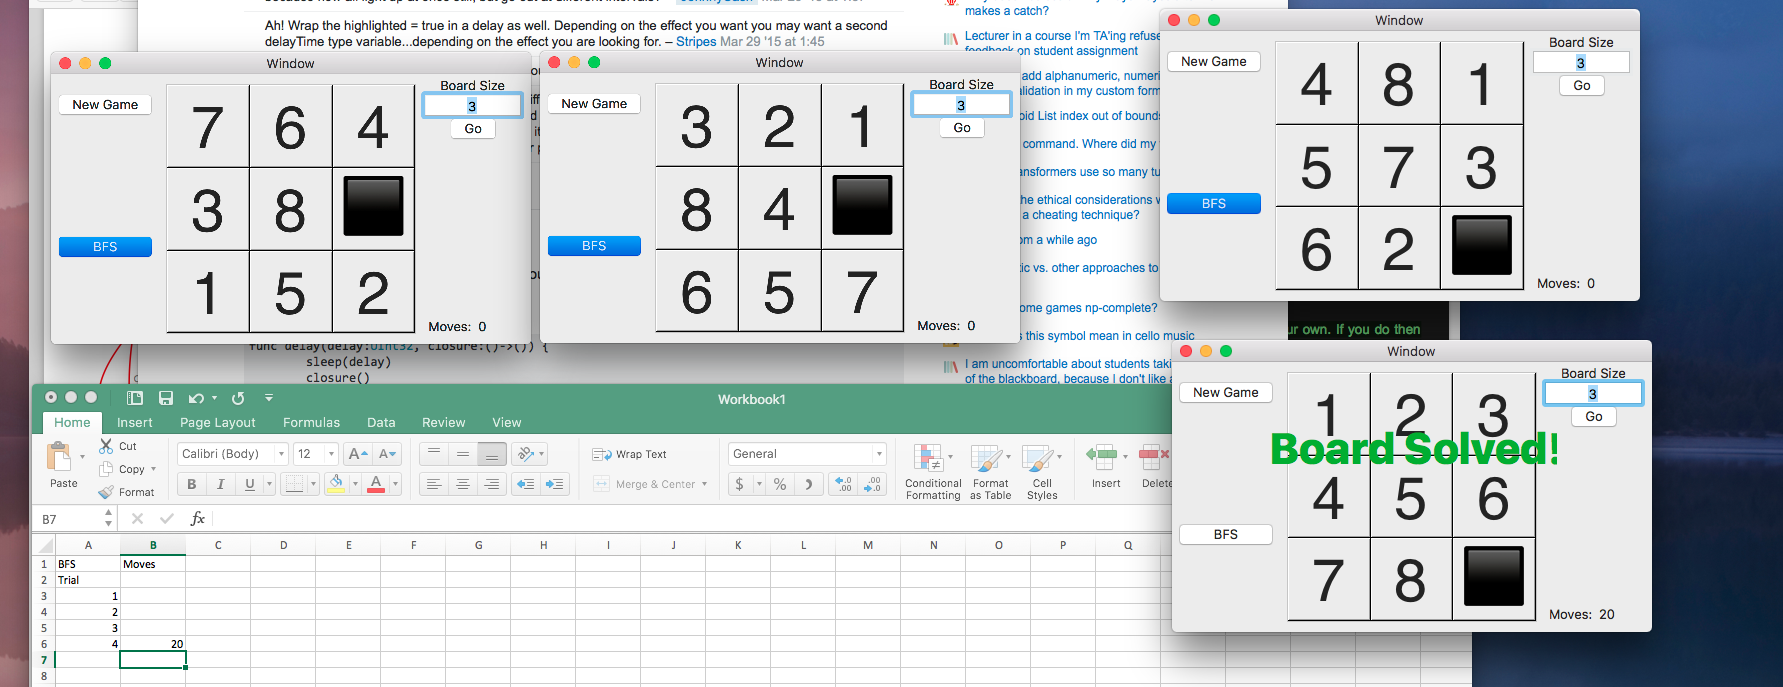 Ah! Wrap the highlighted = true in a delay as well. Depending on the effect you want you may want a second
delayTime type variable...depending on the effect you are looking for. – Stripes Mar 29 '15 at 1:45
makes a catch?
Lecturer in a course I'm TA'ing refuse
feedback on student assignment
add alphanumeric, numeri
lidation in my custom form
oid List index out of bounds
command. Where did my
ansformers use so many tu
he ethical considerations
a cheating technique?
om a while ago
ic vs. other approaches to
ome games np-complete?
this symbol mean in cello music
I am uncomfortable about students taki
of the blackboard, because I don't like a
Window
New Game
BFS
7 6 4
3 8
1 5 2
Board Size
3
Go
Moves: 0
Window
New Game
BFS
3 2 1
8 4
6 5 7
Board Size
3
Go
Moves: 0
Window
New Game
BFS
4 8 1
5 7 3
6 2
Board Size
3
Go
Moves: 0
ur own. If you do then
func delay(delay:UInt32, closure:()->()) {
sleep(delay)
closure()
Window
New Game
BFS
1 2 3
Board Solved!
4 5 6
7 8
Board Size
3
Go
Moves: 20
Workbook1
Home Insert Page Layout Formulas Data Review View
Paste
Cut
Copy
Format
Calibri (Body) 12 A A
B I U A
Wrap Text
Merge & Center
General
$ % )
.0 .00 .00 .0
Conditional
Formatting
Format
as Table
Cell
Styles
Insert
Delete
B7 fx
A B C D E F G H I J K L M N O P Q
1 BFS Moves
2 Trial
3 1
4 2
5 3
6 4 20
7
8